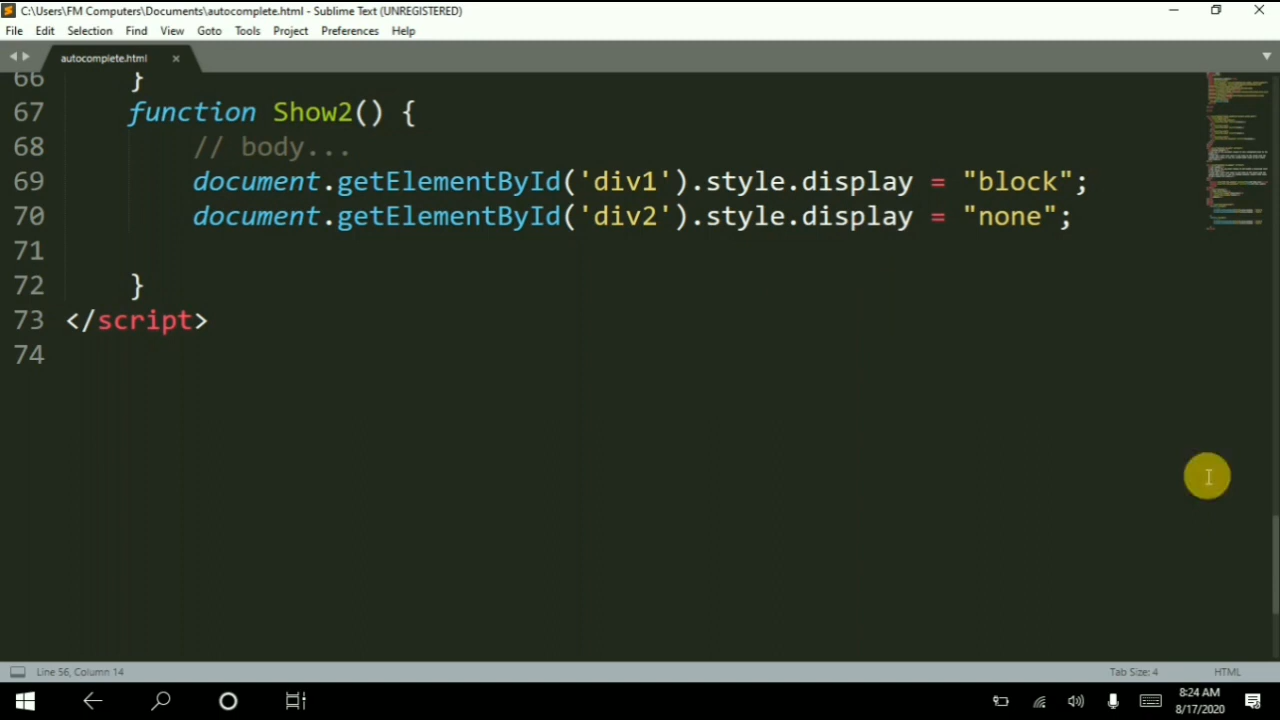 C:\Users\FM Computers\Documents\autocomplete.html - Sublime Text (UNREGISTERED)
File Edit Selection Find View Goto Tools Project Preferences Help
autocomplete.html ×
66 }
67 function Show2() {
68 // body...
69 document.getElementById('div1').style.display = "block";
70 document.getElementById('div2').style.display = "none";
71
72 }
73 </script>
74
Line 56, Column 14 Tab Size: 4 HTML
8:24 AM
8/17/2020